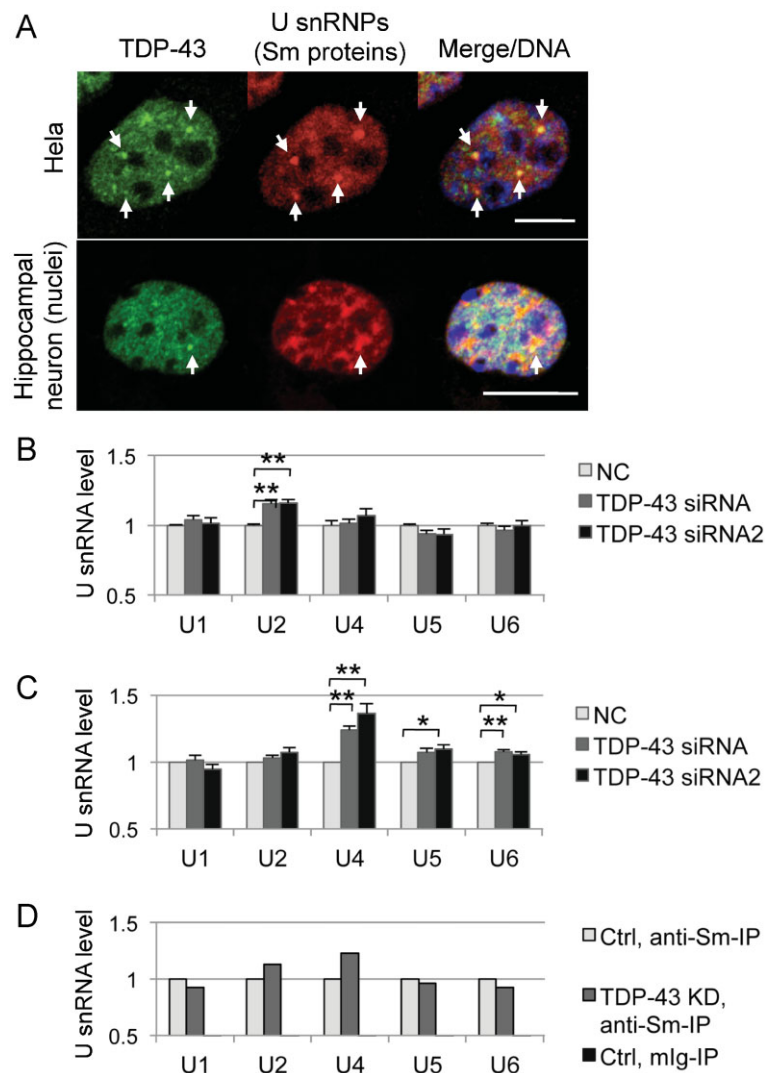 A
TDP-43
U snRNPs
(Sm proteins)
Merge/DNA
Hela
Hippocampal
neuron (nuclei)
B
U snRNA level
1.5
1
0.5
**
**
U1 U2 U4 U5 U6
NC
TDP-43 siRNA
TDP-43 siRNA2
C
U snRNA level
1.5
1
0.5
**
**
*
*
**
U1 U2 U4 U5 U6
NC
TDP-43 siRNA
TDP-43 siRNA2
D
U snRNA level
1.5
1
0.5
U1 U2 U4 U5 U6
Ctrl, anti-Sm-IP
TDP-43 KD,
anti-Sm-IP
Ctrl, mIg-IP